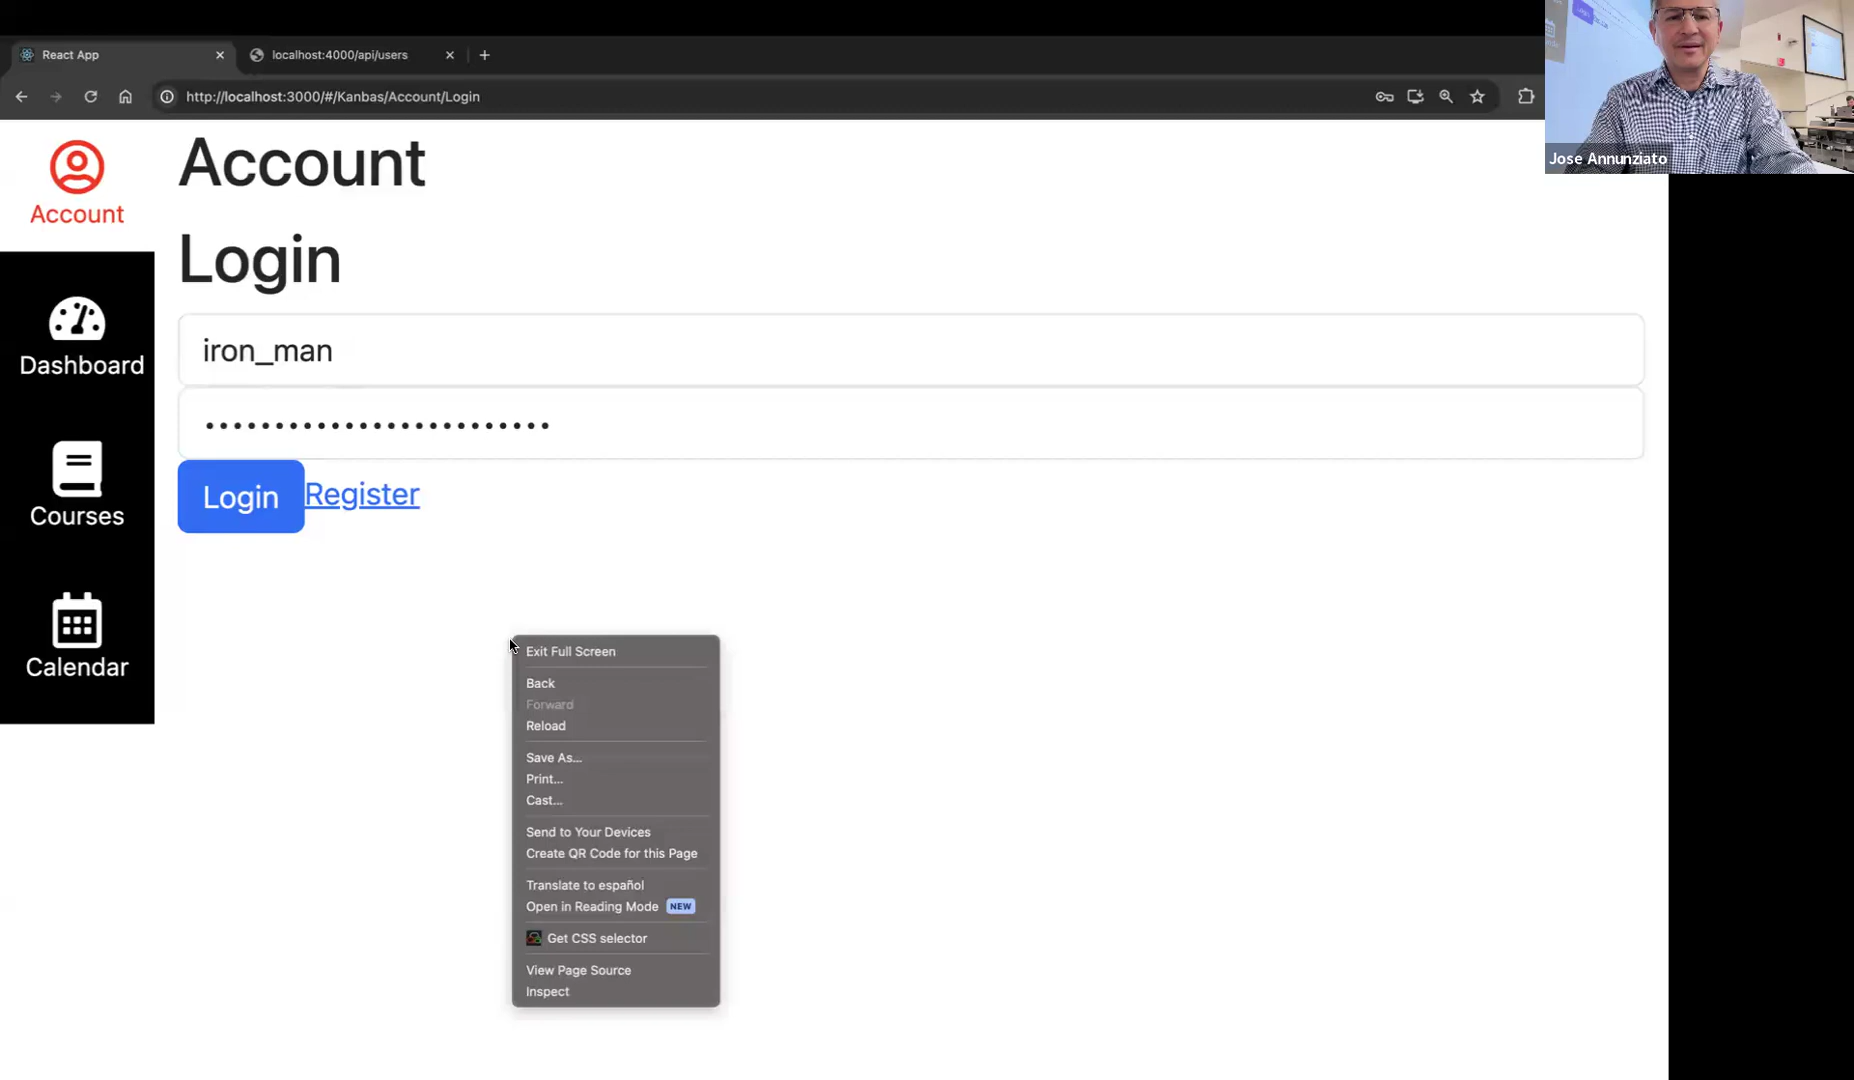 React App
localhost:4000/api/users
http://localhost:3000/#/Kanbas/Account/Login
Jose Annunziato
Account
Dashboard
Courses
Calendar
Account
Login
iron_man
••••••••••••••••••••••••••
Login Register
Exit Full Screen
Back
Forward
Reload
Save As...
Print...
Cast...
Send to Your Devices
Create QR Code for this Page
Translate to español
Open in Reading Mode NEW
Get CSS selector
View Page Source
Inspect